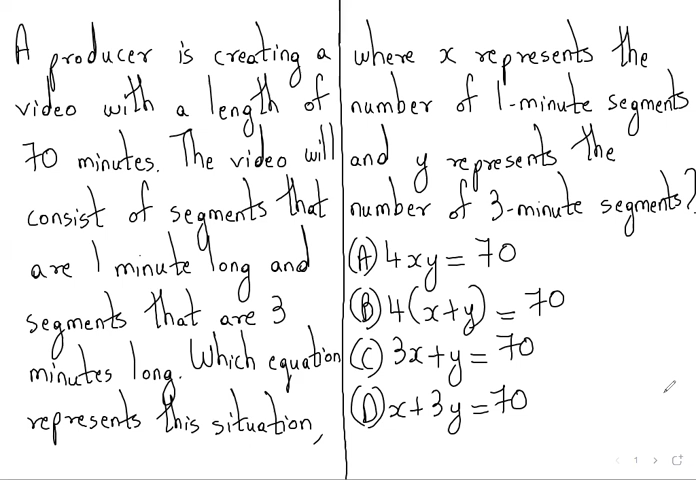 A producer is creating a
video with a length of
70 minutes. The video will
consist of segments that
are 1 minute long and
segments that are 3
minutes long. Which equation
represents this situation,
where x represents the
number of 1-minute segments
and y represents the
number of 3-minute segments?
(A) 4xy = 70
(B) 4(x+y) = 70
(C) 3x+y = 70
(D) x+3y = 70
1